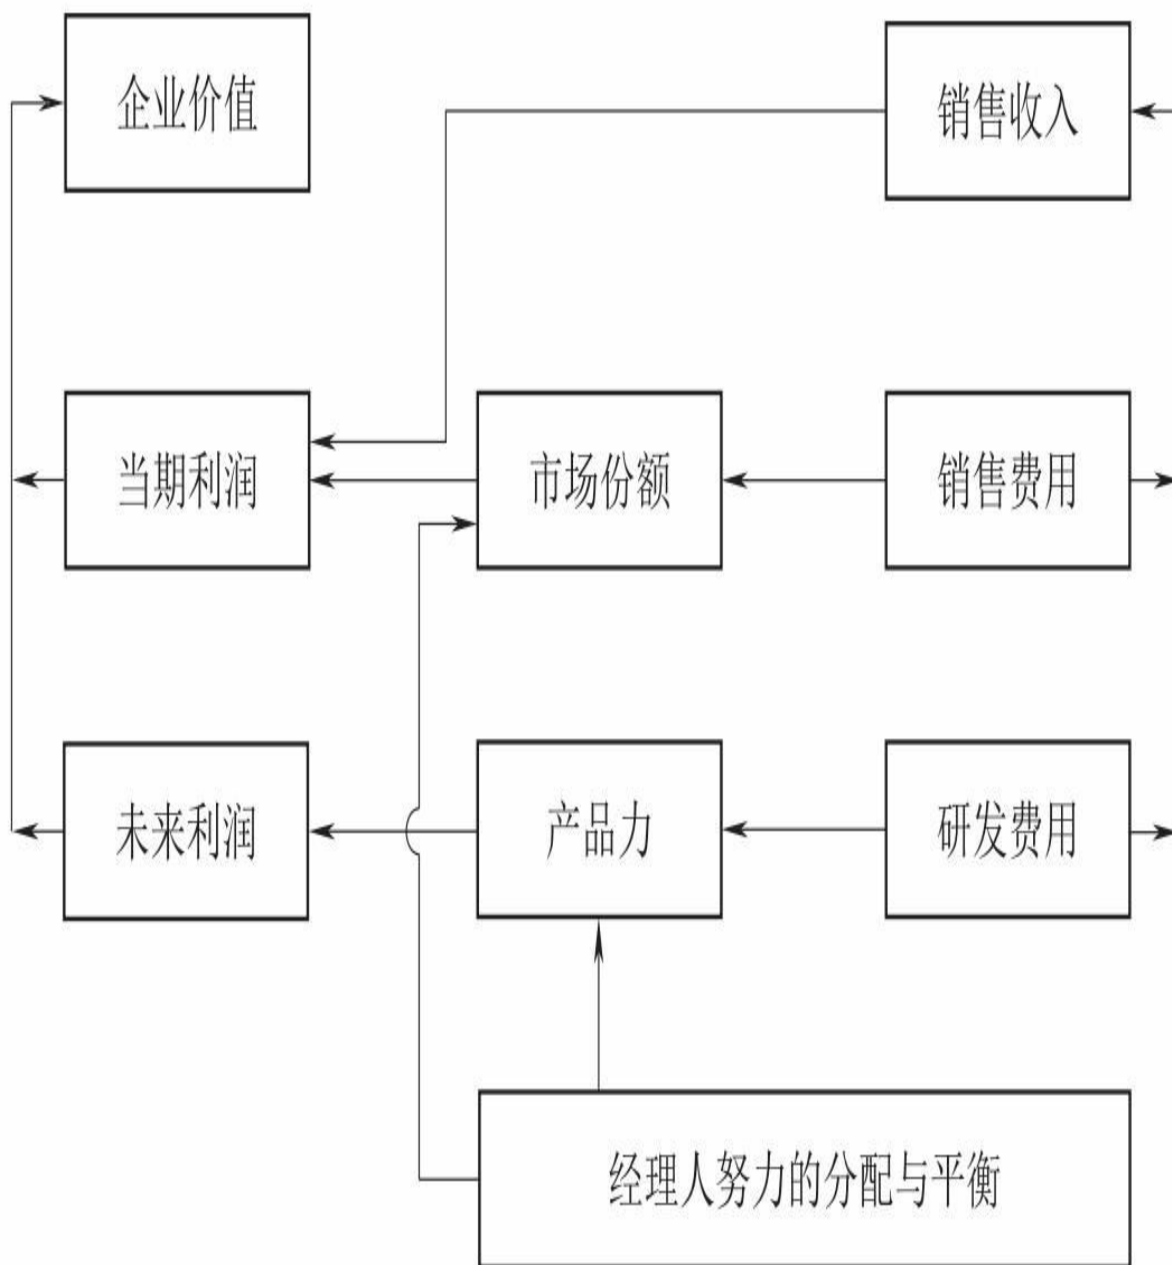 企业价值
销售收入
当期利润
市场份额
销售费用
未来利润
产品力
研发费用
经理人努力的分配与平衡